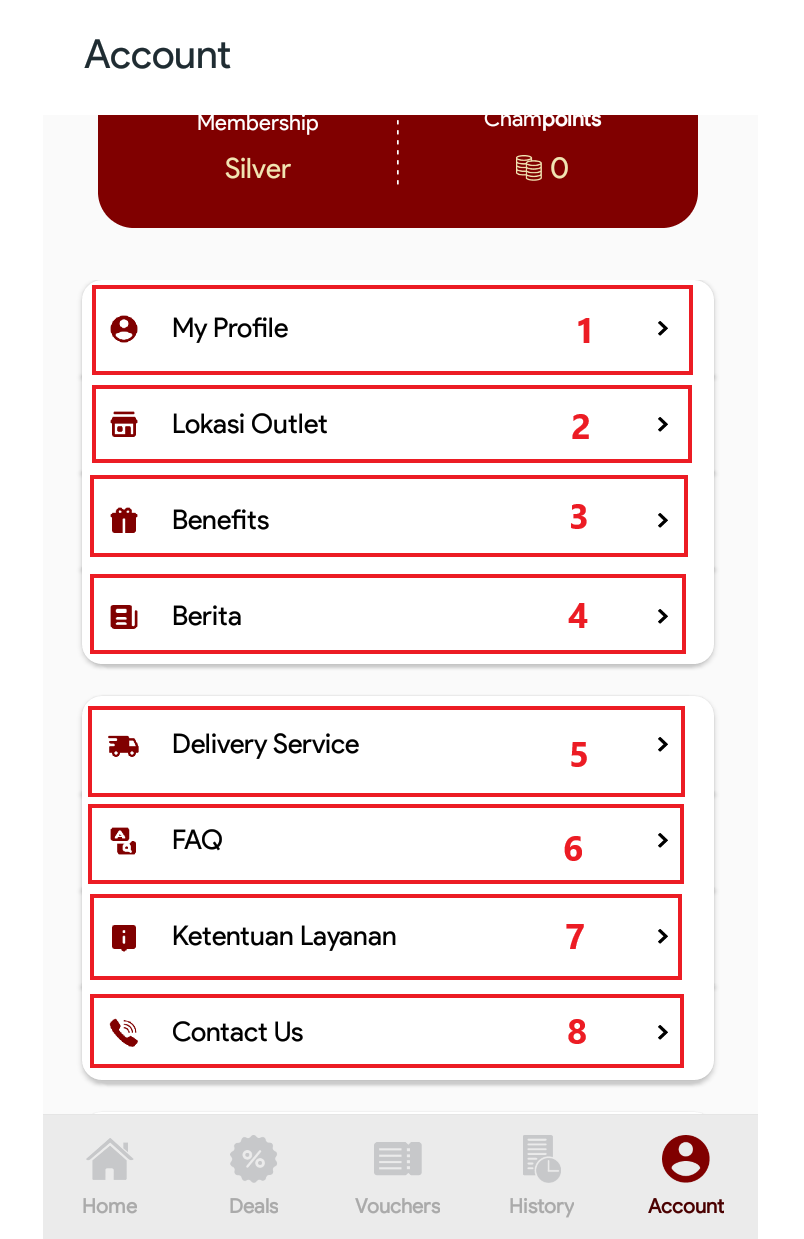 Account
Membership
Champoints
Silver
0
My Profile
1
Lokasi Outlet
2
Benefits
3
Berita
4
Delivery Service
5
FAQ
6
Ketentuan Layanan
7
Contact Us
8
Home
Deals
Vouchers
History
Account